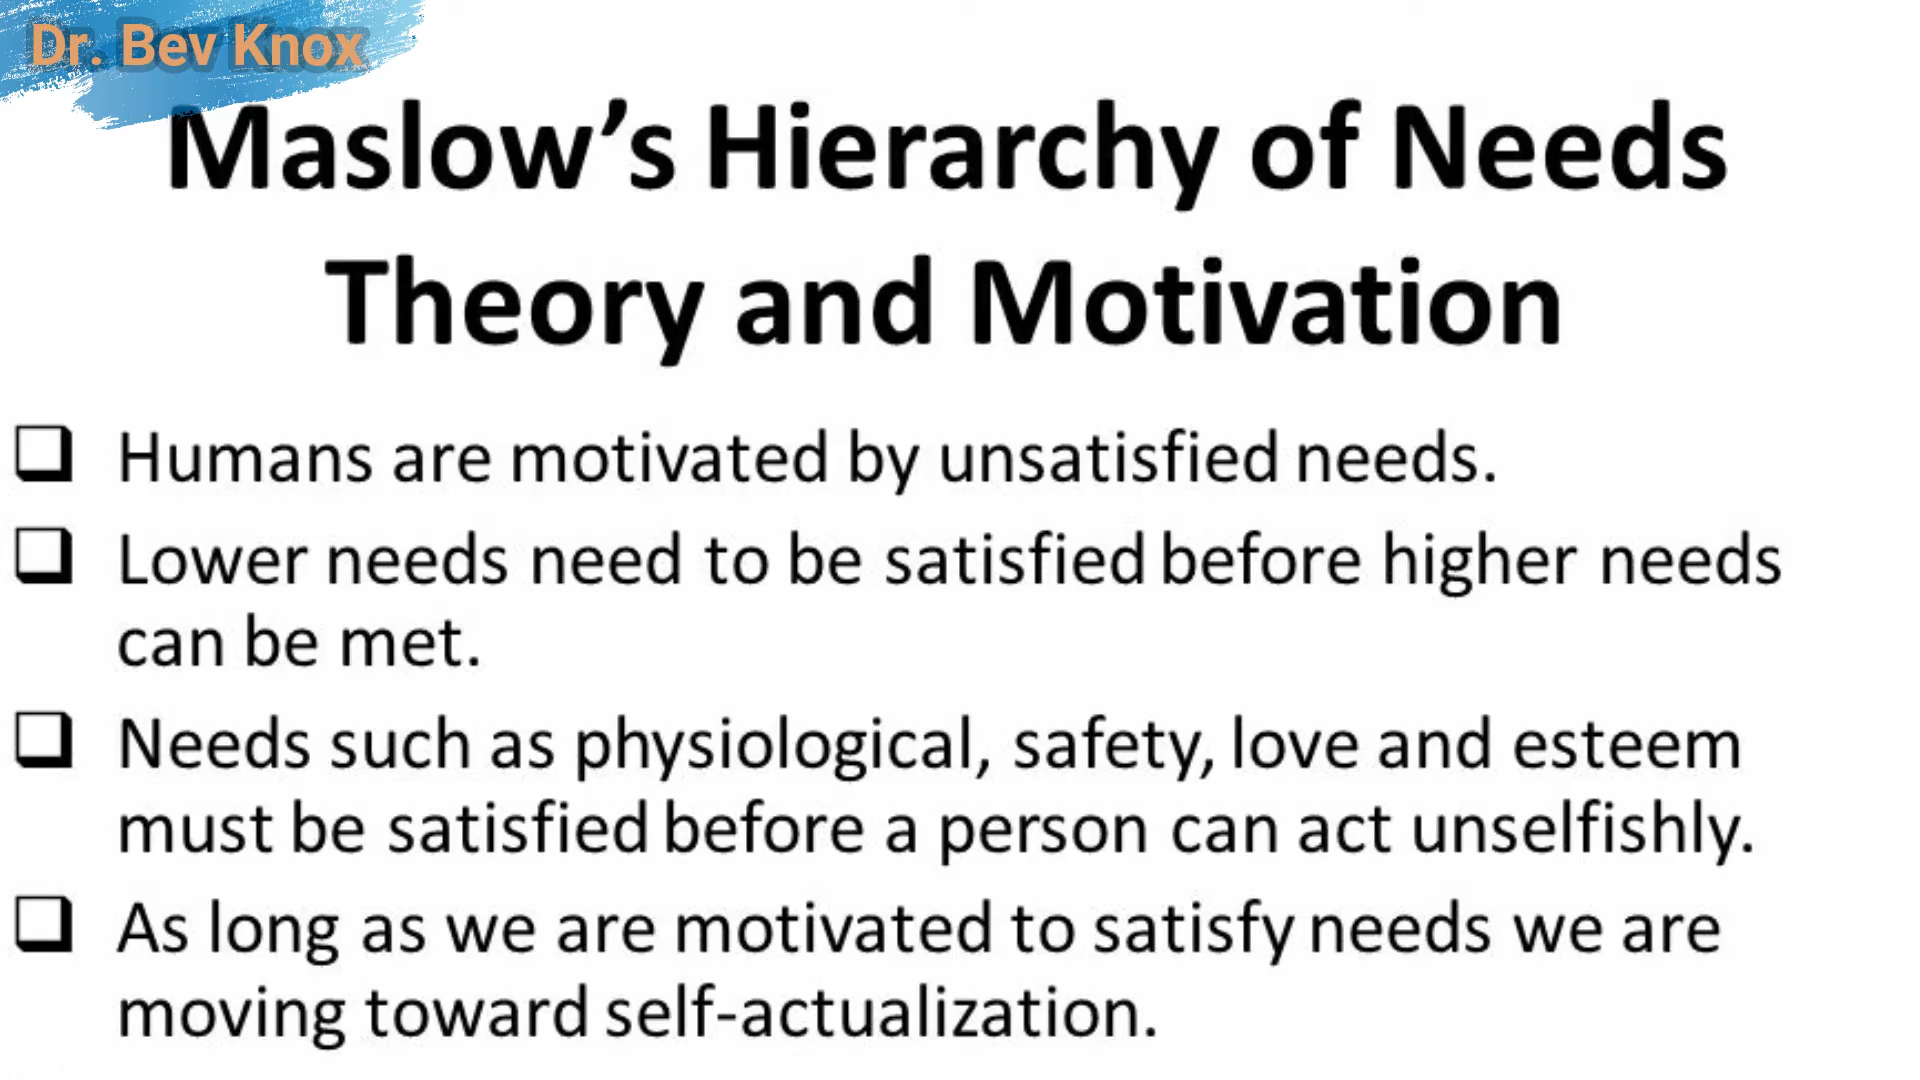 Dr. Bev Knox
Maslow’s Hierarchy of Needs
Theory and Motivation
Humans are motivated by unsatisfied needs.
Lower needs need to be satisfied before higher needs
can be met.
Needs such as physiological, safety, love and esteem
must be satisfied before a person can act unselfishly.
As long as we are motivated to satisfy needs we are
moving toward self-actualization.